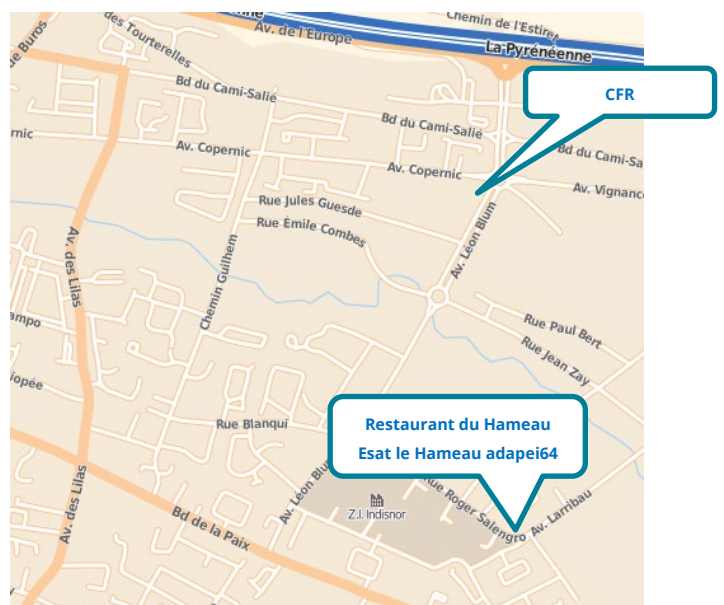 Chemin de l'Estiret
Av. de l'Europe
La Pyrénéenne
des Tourterelles
CFR
Bd du Cami-Salié
Bd du Cami-Salié
Bd du Cami-Sa
rnic
Av. Copernic
Av. Copernic
Av. Vignanc
Rue Jules Guesde
Rue Émile Combes
Av. Léon Blum
Av. des Lilas
Chemin Guilhem
ampo
Rue Paul Bert
Rue Jean Zay
iopée
Restaurant du Hameau
Esat le Hameau adapei64
Rue Blanqui
Av. Léon Blum
Rue Roger Salengro
Av. Larribau
Z.I. Indisnor
Av. des Lilas
Bd de la Paix